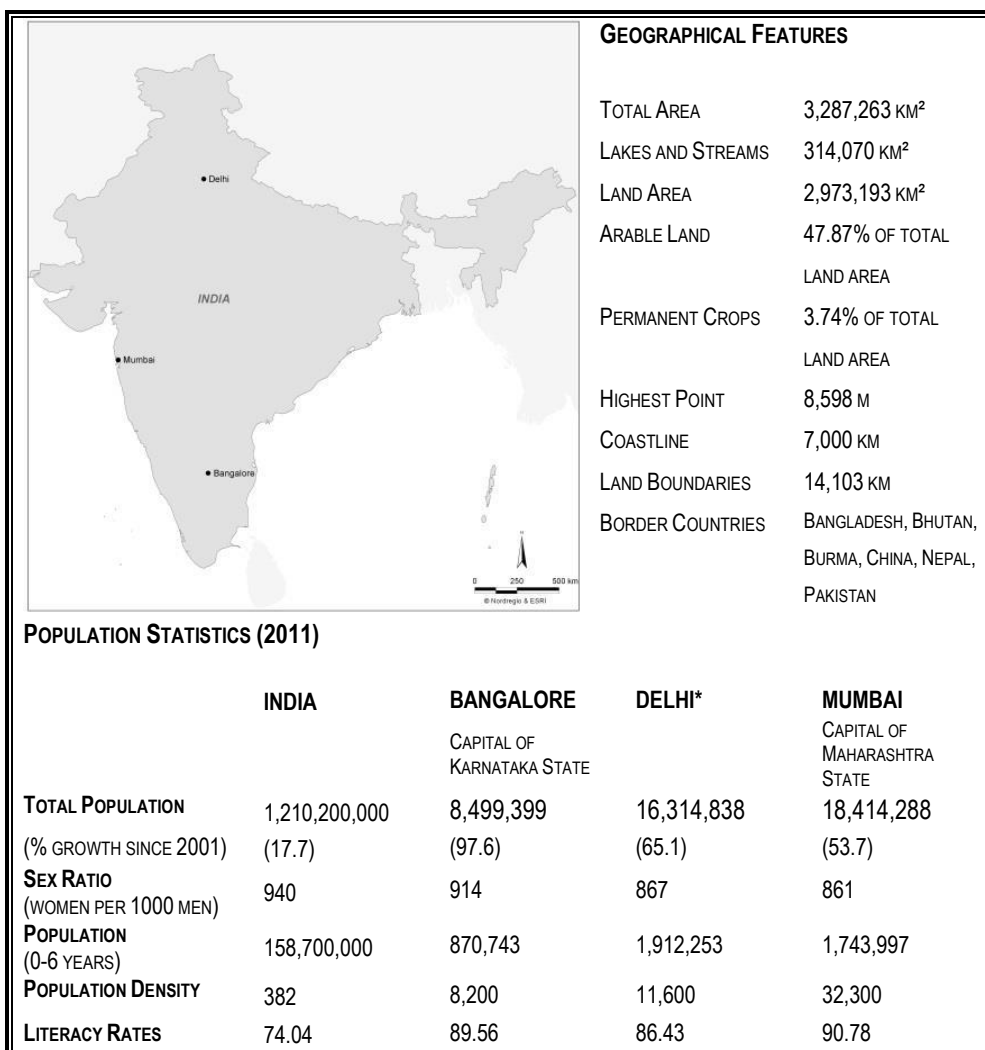 GEOGRAPHICAL FEATURES
TOTAL AREA 3,287,263 KM²
LAKES AND STREAMS 314,070 KM²
LAND AREA 2,973,193 KM²
ARABLE LAND 47.87% OF TOTAL
LAND AREA
PERMANENT CROPS 3.74% OF TOTAL
LAND AREA
HIGHEST POINT 8,598 M
COASTLINE 7,000 KM
LAND BOUNDARIES 14,103 KM
BORDER COUNTRIES BANGLADESH, BHUTAN,
BURMA, CHINA, NEPAL,
PAKISTAN
Delhi
INDIA
Mumbai
Bangalore
N
0 250 500 km
© Nordregio & ESRI
POPULATION STATISTICS (2011)
INDIA BANGALORE DELHI* MUMBAI
CAPITAL OF
KARNATAKA STATE
CAPITAL OF
MAHARASHTRA
STATE
TOTAL POPULATION 1,210,200,000 8,499,399 16,314,838 18,414,288
(% GROWTH SINCE 2001) (17.7) (97.6) (65.1) (53.7)
SEX RATIO
(WOMEN PER 1000 MEN) 940 914 867 861
POPULATION
(0-6 YEARS) 158,700,000 870,743 1,912,253 1,743,997
POPULATION DENSITY 382 8,200 11,600 32,300
LITERACY RATES 74.04 89.56 86.43 90.78